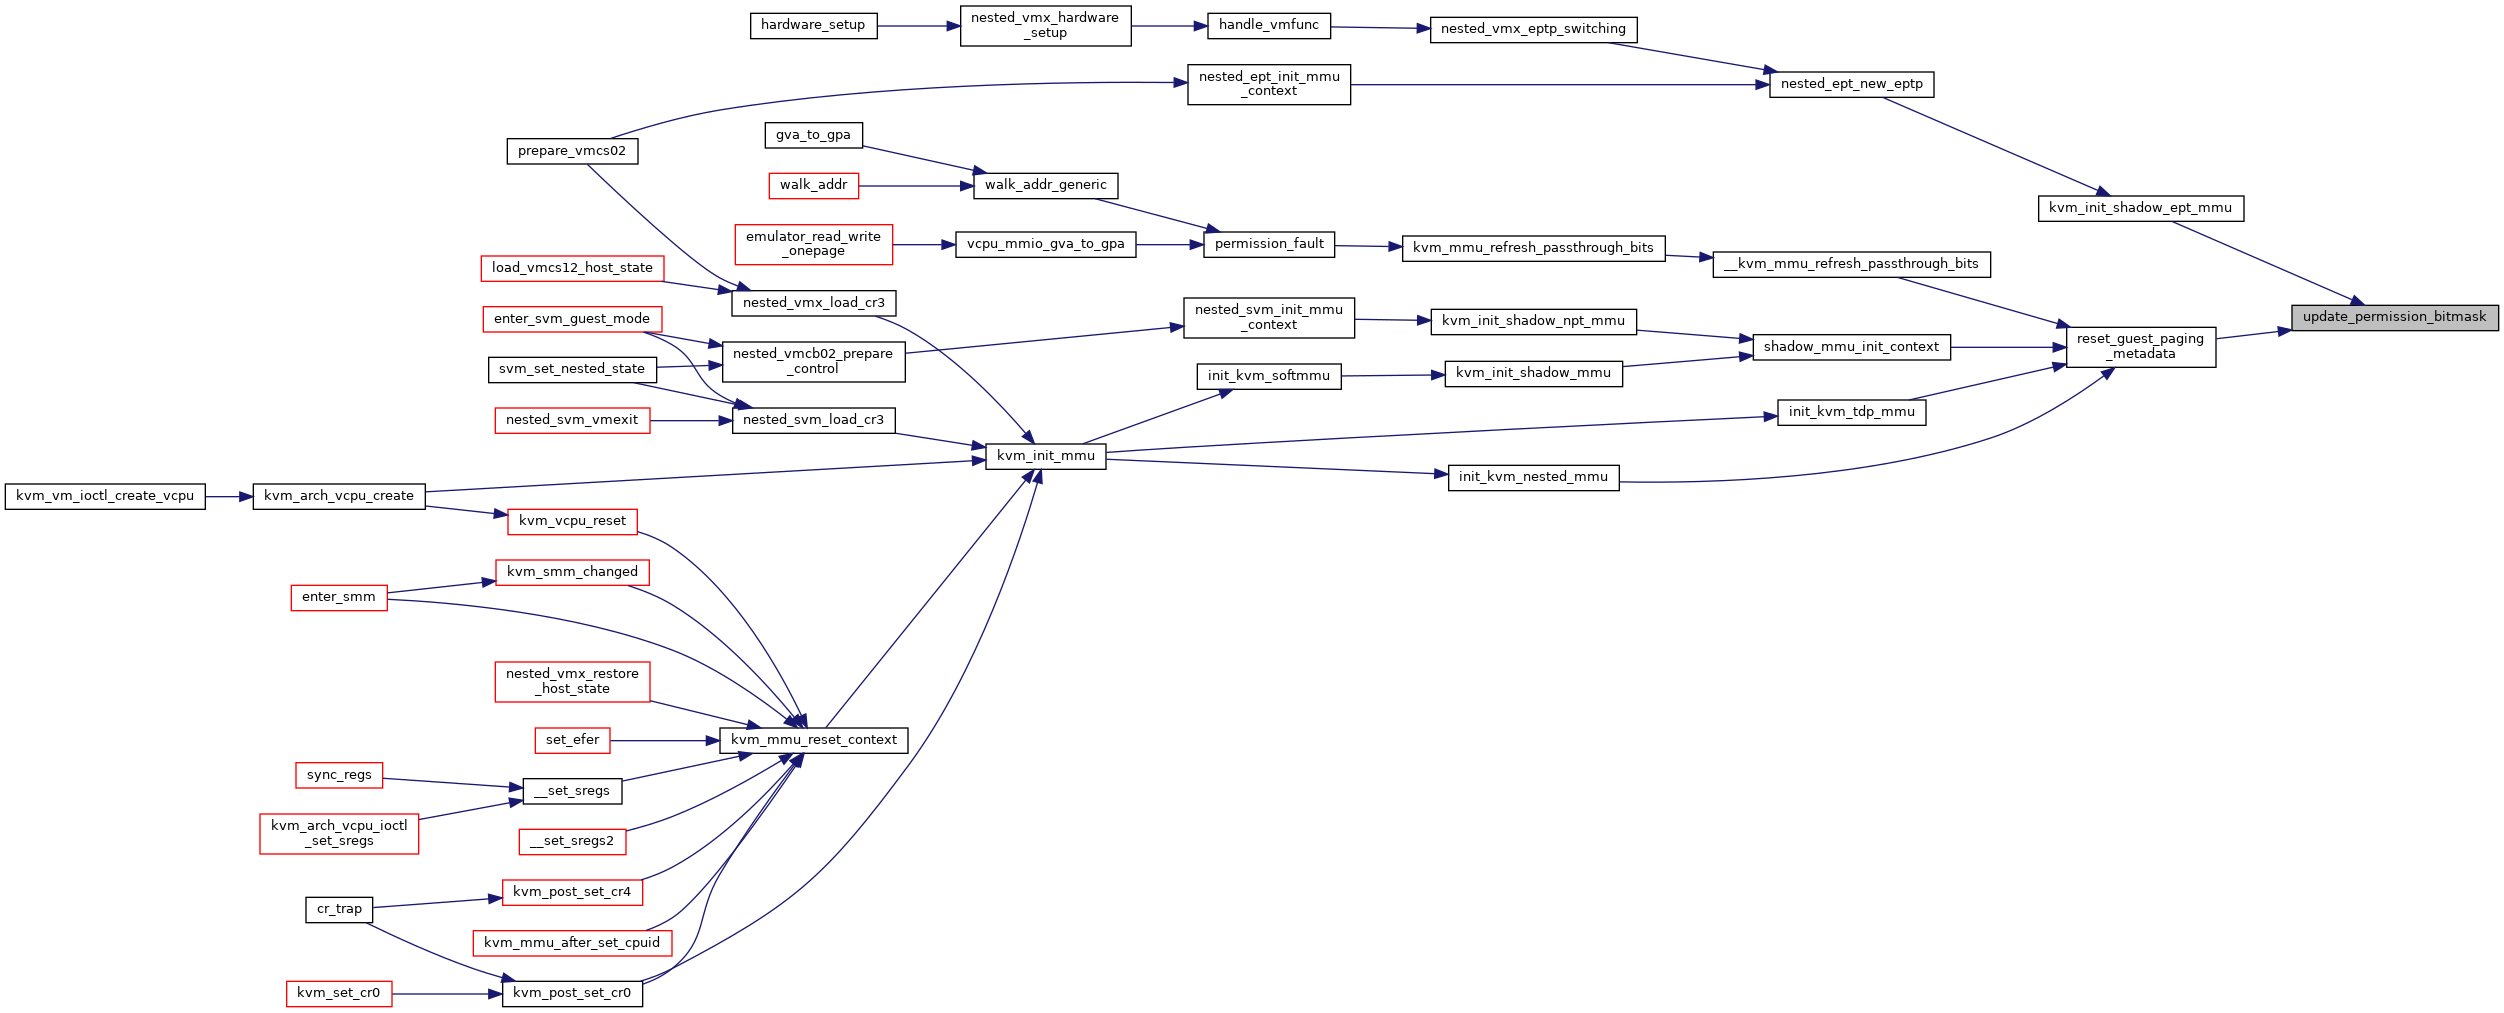 hardware_setup
nested_vmx_hardware
_setup
handle_vmfunc
nested_vmx_eptp_switching
nested_ept_init_mmu
_context
nested_ept_new_eptp
prepare_vmcs02
gva_to_gpa
walk_addr
walk_addr_generic
kvm_init_shadow_ept_mmu
emulator_read_write
_onepage
vcpu_mmio_gva_to_gpa
permission_fault
kvm_mmu_refresh_passthrough_bits
__kvm_mmu_refresh_passthrough_bits
load_vmcs12_host_state
nested_vmx_load_cr3
enter_svm_guest_mode
nested_svm_init_mmu
_context
kvm_init_shadow_npt_mmu
update_permission_bitmask
nested_vmcb02_prepare
_control
shadow_mmu_init_context
reset_guest_paging
_metadata
svm_set_nested_state
init_kvm_softmmu
kvm_init_shadow_mmu
nested_svm_vmexit
nested_svm_load_cr3
init_kvm_tdp_mmu
kvm_init_mmu
init_kvm_nested_mmu
kvm_vm_ioctl_create_vcpu
kvm_arch_vcpu_create
kvm_vcpu_reset
kvm_smm_changed
enter_smm
nested_vmx_restore
_host_state
set_efer
kvm_mmu_reset_context
sync_regs
__set_sregs
kvm_arch_vcpu_ioctl
_set_sregs
__set_sregs2
kvm_post_set_cr4
cr_trap
kvm_mmu_after_set_cpuid
kvm_set_cr0
kvm_post_set_cr0